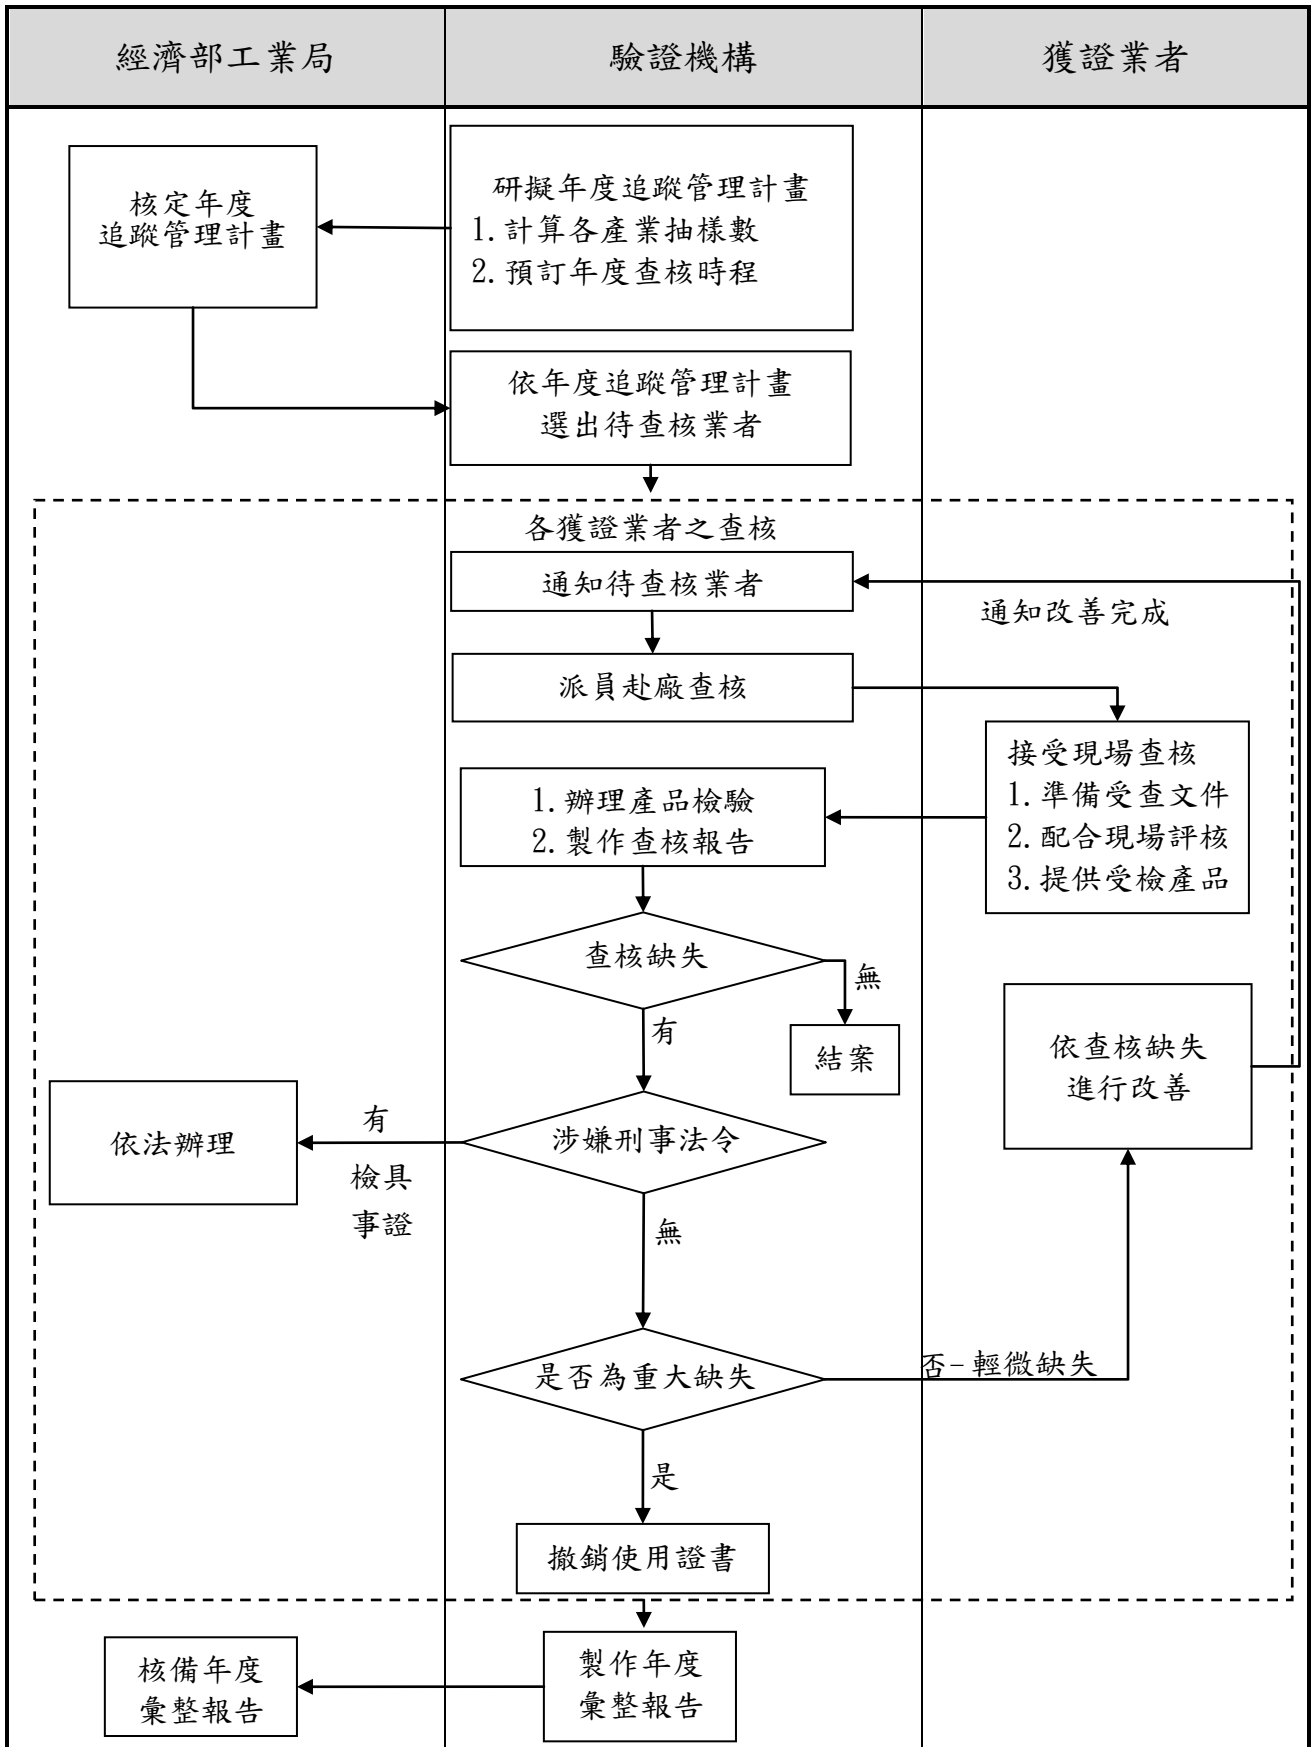 經濟部工業局
驗證機構
獲證業者
研擬年度追蹤管理計畫
1.計算各產業抽樣數
2.預訂年度查核時程
核定年度
追蹤管理計畫
依年度追蹤管理計畫
選出待查核業者
各獲證業者之查核
通知待查核業者
通知改善完成
派員赴廠查核
接受現場查核
1.準備受查文件
2.配合現場評核
3.提供受檢產品
1.辦理產品檢驗
2.製作查核報告
查核缺失
無
結案
有
依查核缺失
進行改善
涉嫌刑事法令
有
檢具
事證
依法辦理
無
是否為重大缺失
否-輕微缺失
是
撤銷使用證書
製作年度
彙整報告
核備年度
彙整報告